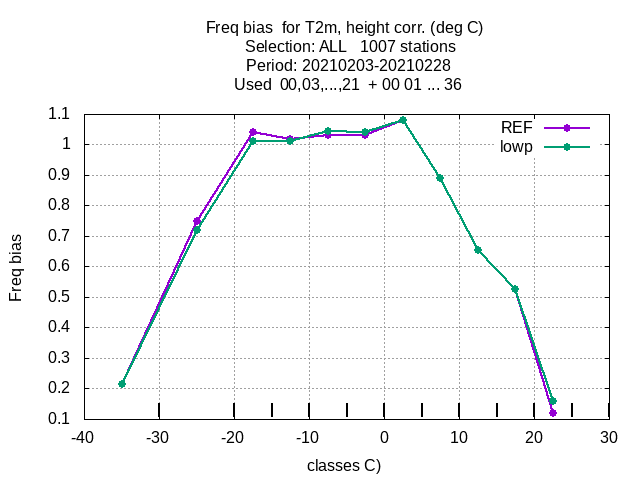 Freq bias  for T2m, height corr. (deg C)
Selection: ALL   1007 stations
Period: 20210203-20210228
Used  00,03,...,21  + 00 01 ... 36
REF
lowp
Freq bias
1.1
1
0.9
0.8
0.7
0.6
0.5
0.4
0.3
0.2
0.1
-40 -30 -20 -10 0 10 20 30
classes C)